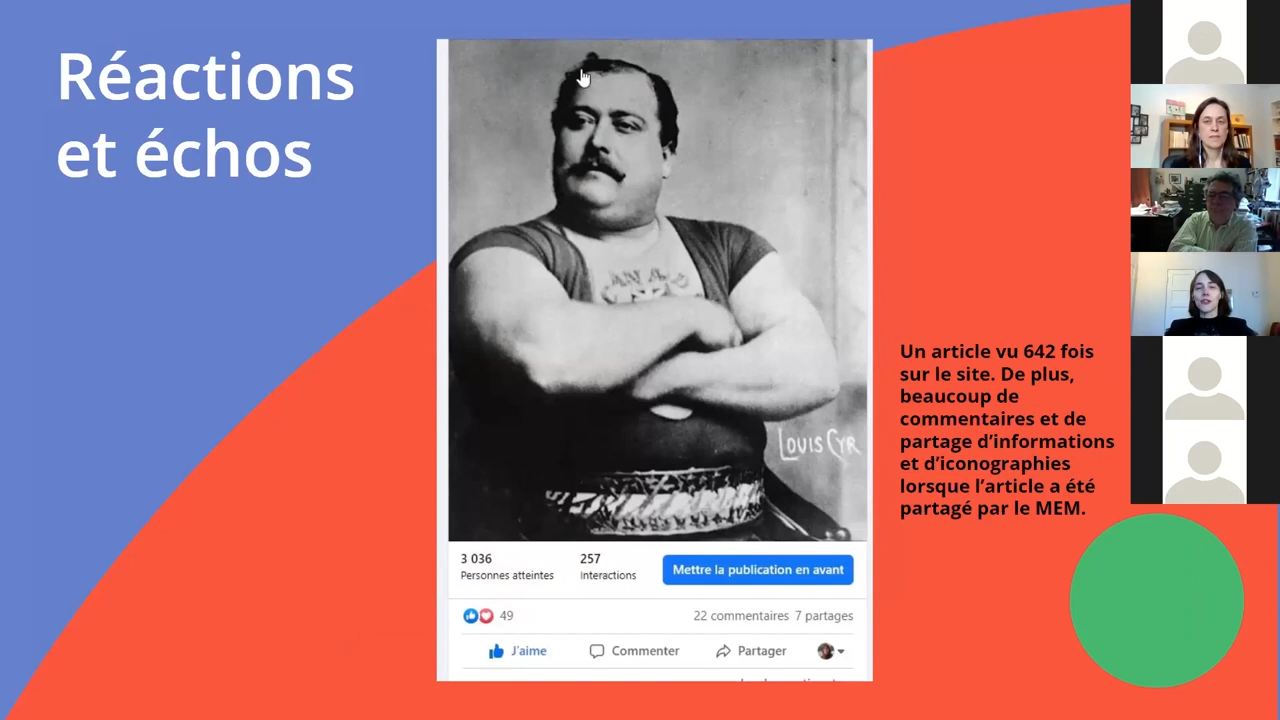 Réactions
et échos
LOUIS CYR
Un article vu 642 fois
sur le site. De plus,
beaucoup de
commentaires et de
partage d’informations
et d’iconographies
lorsque l’article a été
partagé par le MEM.
3 036
Personnes atteintes
257
Interactions
Mettre la publication en avant
49
22 commentaires 7 partages
J’aime
Commenter
Partager